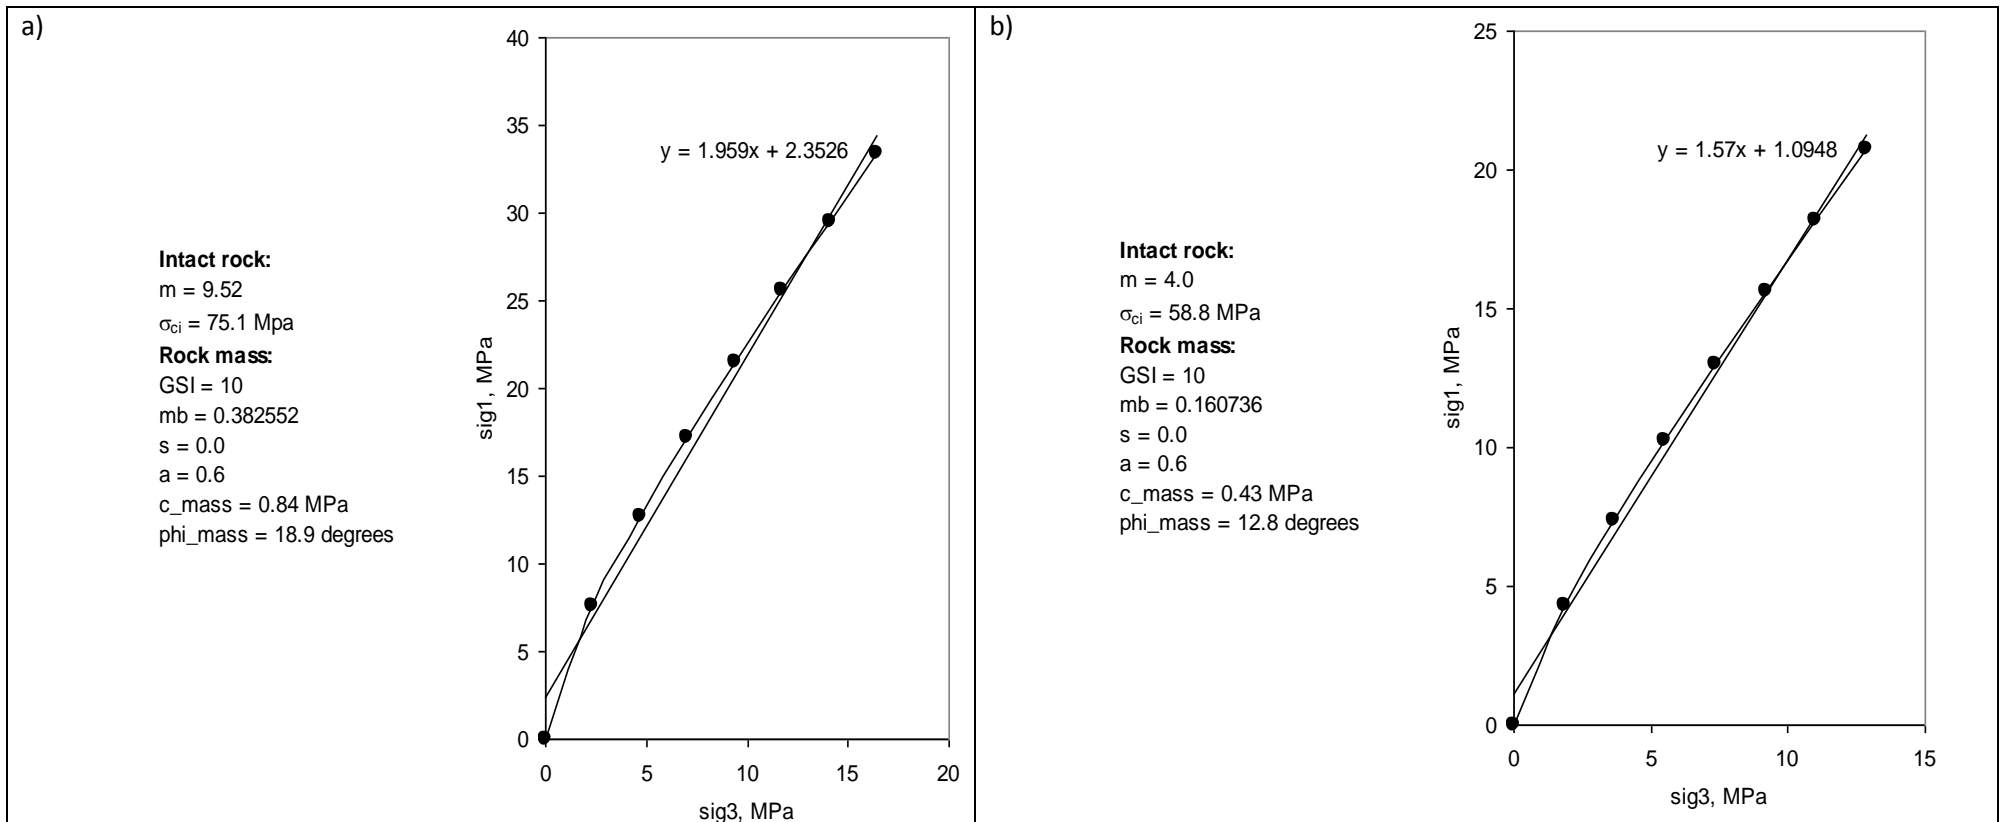 a)
Intact rock:
m = 9.52
σci = 75.1 Mpa
Rock mass:
GSI = 10
mb = 0.382552
s = 0.0
a = 0.6
c_mass = 0.84 MPa
phi_mass = 18.9 degrees
sig1, MPa
40
35
30
25
20
15
10
5
0
y = 1.959x + 2.3526
0 5 10 15 20
sig3, MPa
b)
Intact rock:
m = 4.0
σci = 58.8 MPa
Rock mass:
GSI = 10
mb = 0.160736
s = 0.0
a = 0.6
c_mass = 0.43 MPa
phi_mass = 12.8 degrees
sig1, MPa
25
20
15
10
5
0
y = 1.57x + 1.0948
0 5 10 15
sig3, MPa